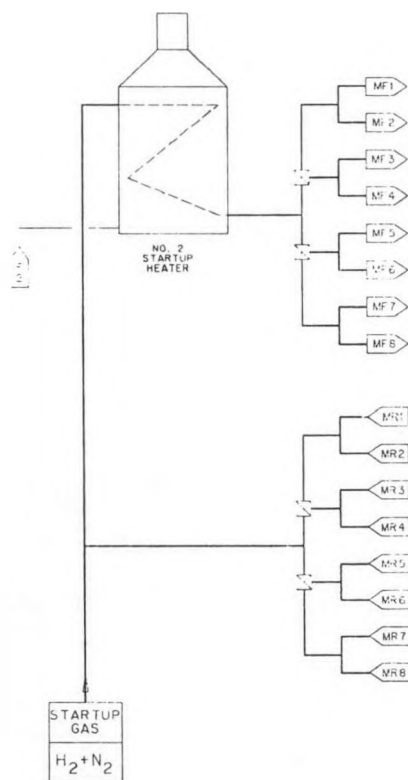 MF1
MF2
MF3
MF4
NO. 2
STARTUP
HEATER
MF5
MF6
MF7
MF8
MR1
MR2
MR3
MR4
MR5
MR6
MR7
MR8
STARTUP
GAS
H₂+N₂